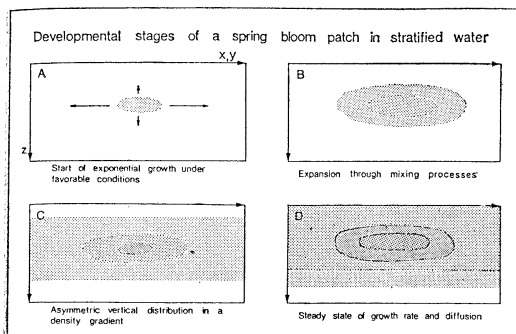 Developmental stages of a spring bloom patch in stratified water
x,y
A
B
z
Start of exponential growth under
favorable conditions
Expansion through mixing processes
C
D
Asymmetric vertical distribution in a
density gradient
Steady state of growth rate and diffusion